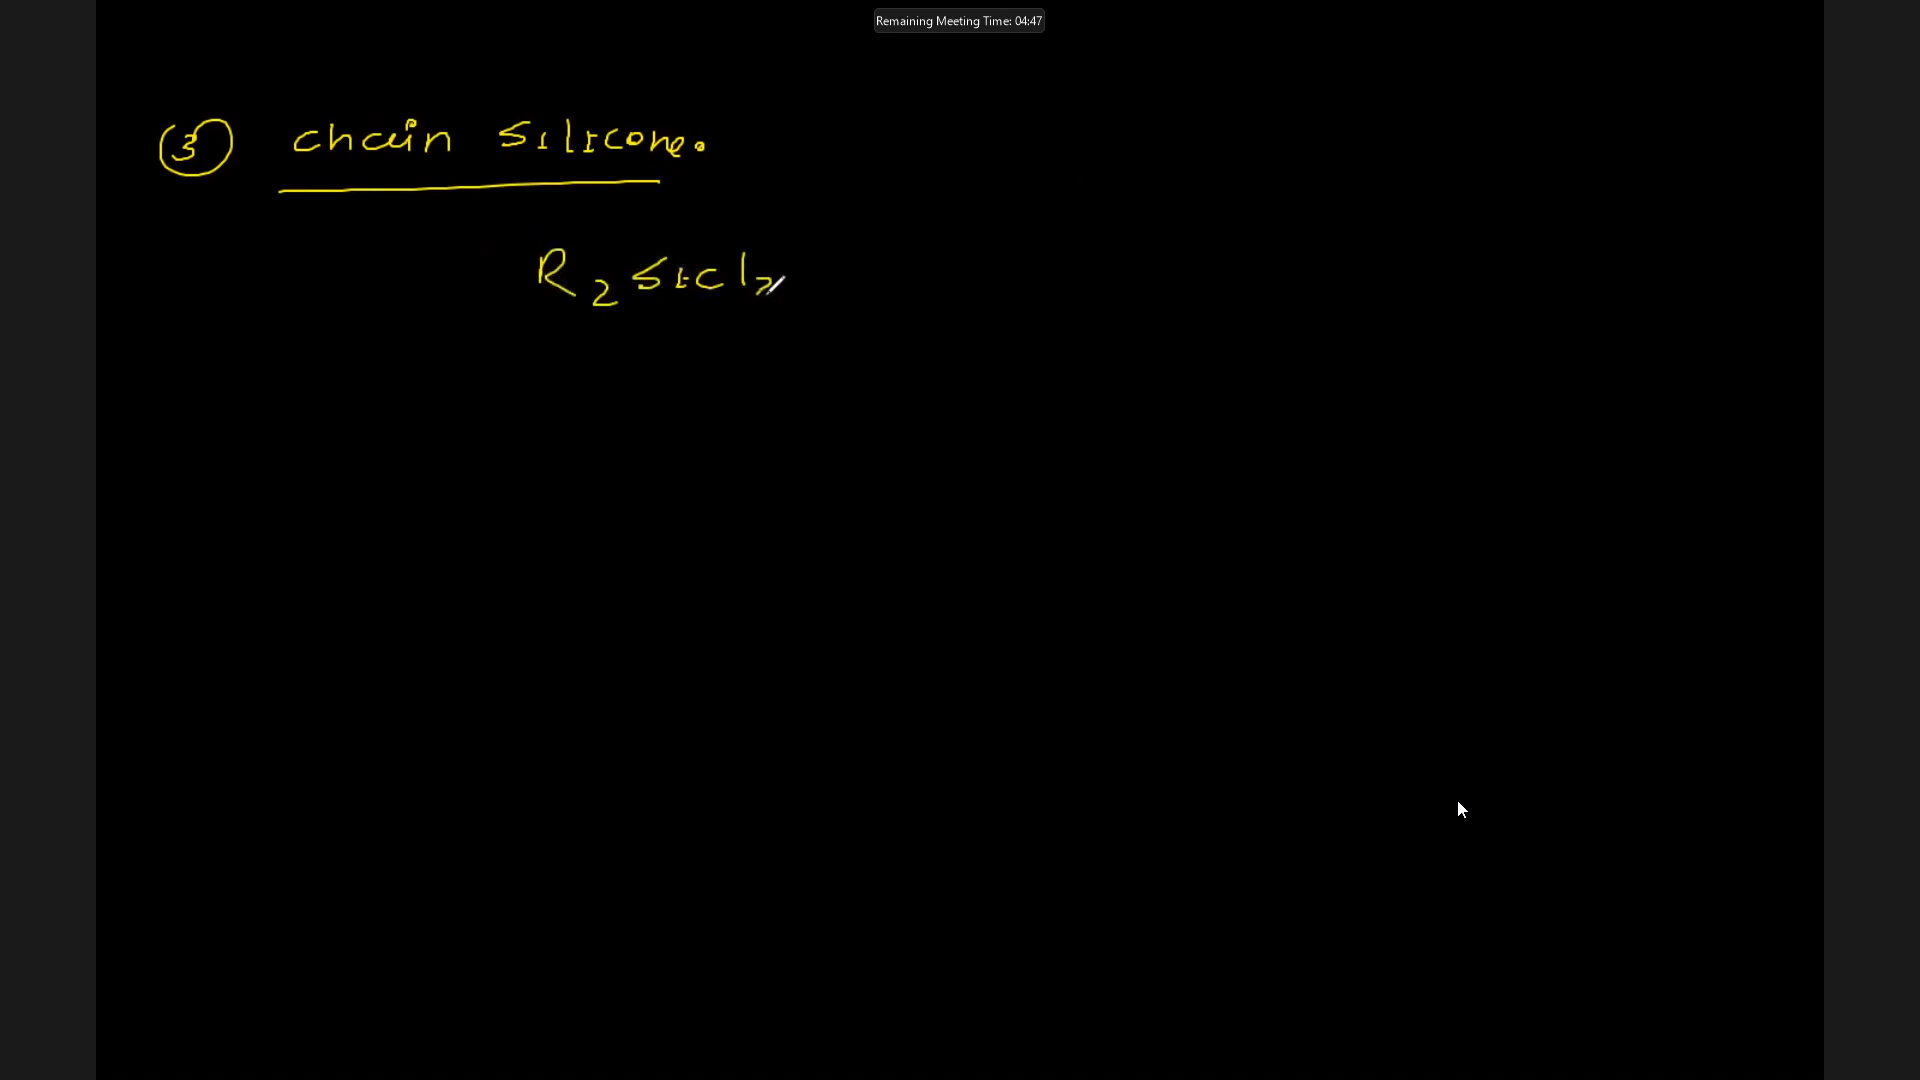 Remaining Meeting Time: 04:47
③ chain silicone.
R₂SiCl₂